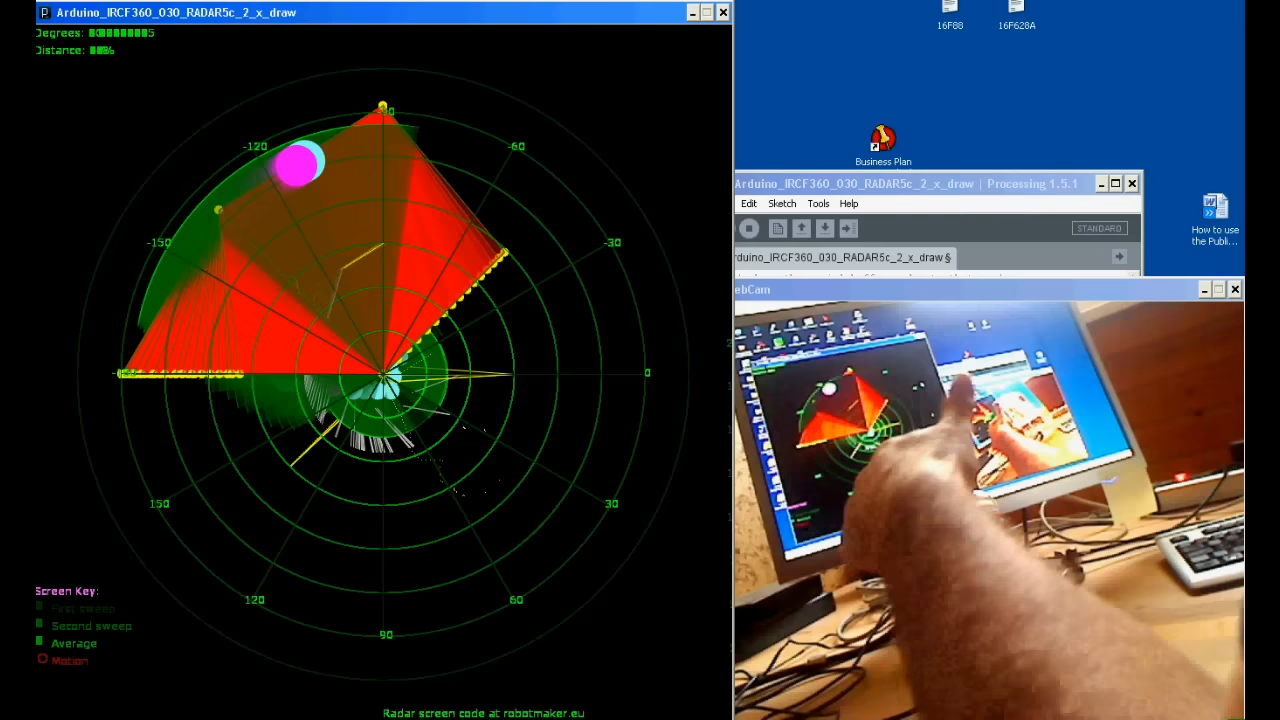 Arduino_IRCF360_030_RADAR5c_2_x_draw
Degrees:
Distance:
-120
-60
-150
-30
0
150
30
120
60
90
Screen Key:
First sweep
Second sweep
Average
Motion
Radar screen code at robotmaker.eu
16F88
16F628A
Business Plan
How to use
the Publi...
Arduino_IRCF360_030_RADAR5c_2_x_draw | Processing 1.5.1
Edit Sketch Tools Help
STANDARD
rduino_IRCF360_030_RADAR5c_2_x_draw §
ebCam